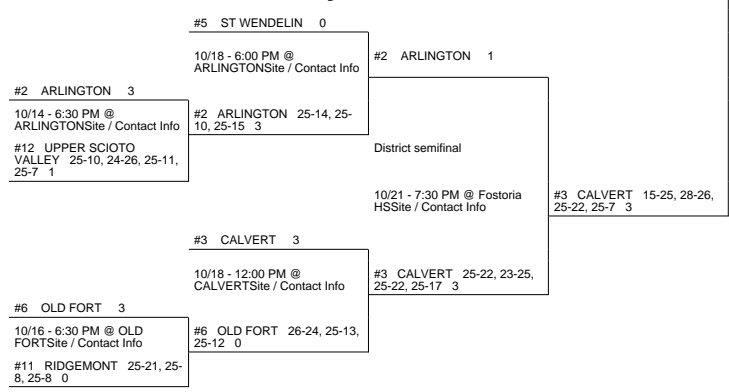 #5 ST WENDELIN 0
10/18 - 6:00 PM @
ARLINGTONSite / Contact Info
#2 ARLINGTON 1
#2 ARLINGTON 3
10/14 - 6:30 PM @
ARLINGTONSite / Contact Info
#2 ARLINGTON 25-14, 25-
10, 25-15 3
#12 UPPER SCIOTO
VALLEY 25-10, 24-26, 25-11,
25-7 1
District semifinal
10/21 - 7:30 PM @ Fostoria
HSSite / Contact Info
#3 CALVERT 15-25, 28-26,
25-22, 25-7 3
#3 CALVERT 3
10/18 - 12:00 PM @
CALVERTSite / Contact Info
#3 CALVERT 25-22, 23-25,
25-22, 25-17 3
#6 OLD FORT 3
10/16 - 6:30 PM @ OLD
FORTSite / Contact Info
#6 OLD FORT 26-24, 25-13,
25-12 0
#11 RIDGEMONT 25-21, 25-
8, 25-8 0